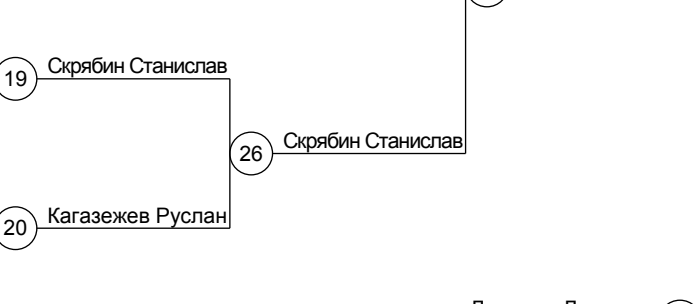 19 Скрябин Станислав
26 Скрябин Станислав
20 Кагазежев Руслан